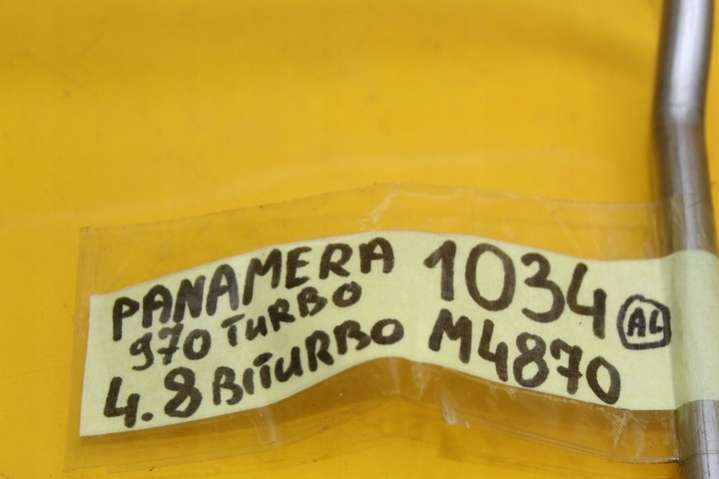 PANAMERA 1034
970 TURBO AL
4.8 BITURBO M4870